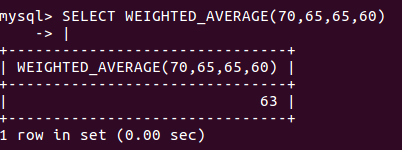 mysql> SELECT WEIGHTED_AVERAGE(70,65,65,60)
    -> |
+-------------------------------+
| WEIGHTED_AVERAGE(70,65,65,60) |
+-------------------------------+
|                            63 |
+-------------------------------+
1 row in set (0.00 sec)